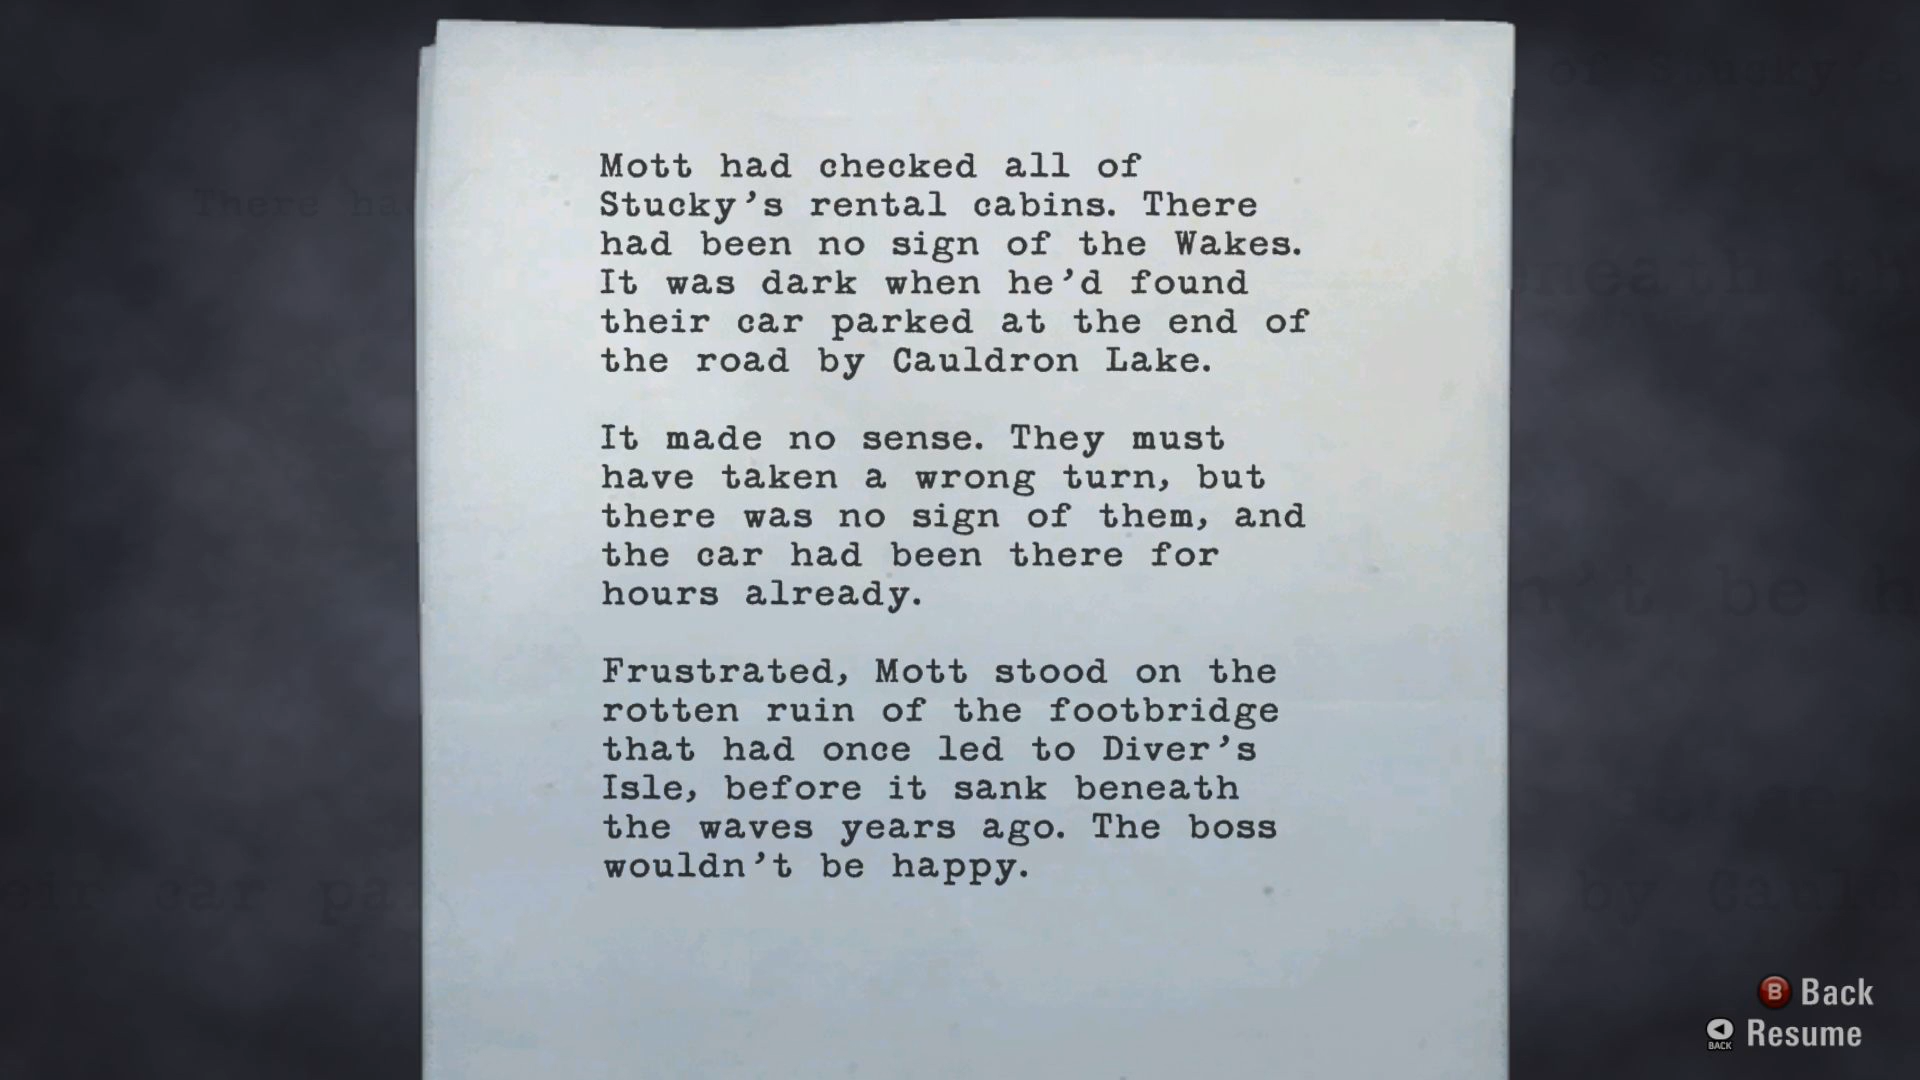 Mott had checked all of
Stucky’s rental cabins. There
had been no sign of the Wakes.
It was dark when he’d found
their car parked at the end of
the road by Cauldron Lake.
It made no sense. They must
have taken a wrong turn, but
there was no sign of them, and
the car had been there for
hours already.
Frustrated, Mott stood on the
rotten ruin of the footbridge
that had once led to Diver’s
Isle, before it sank beneath
the waves years ago. The boss
wouldn’t be happy.
B Back
BACK Resume